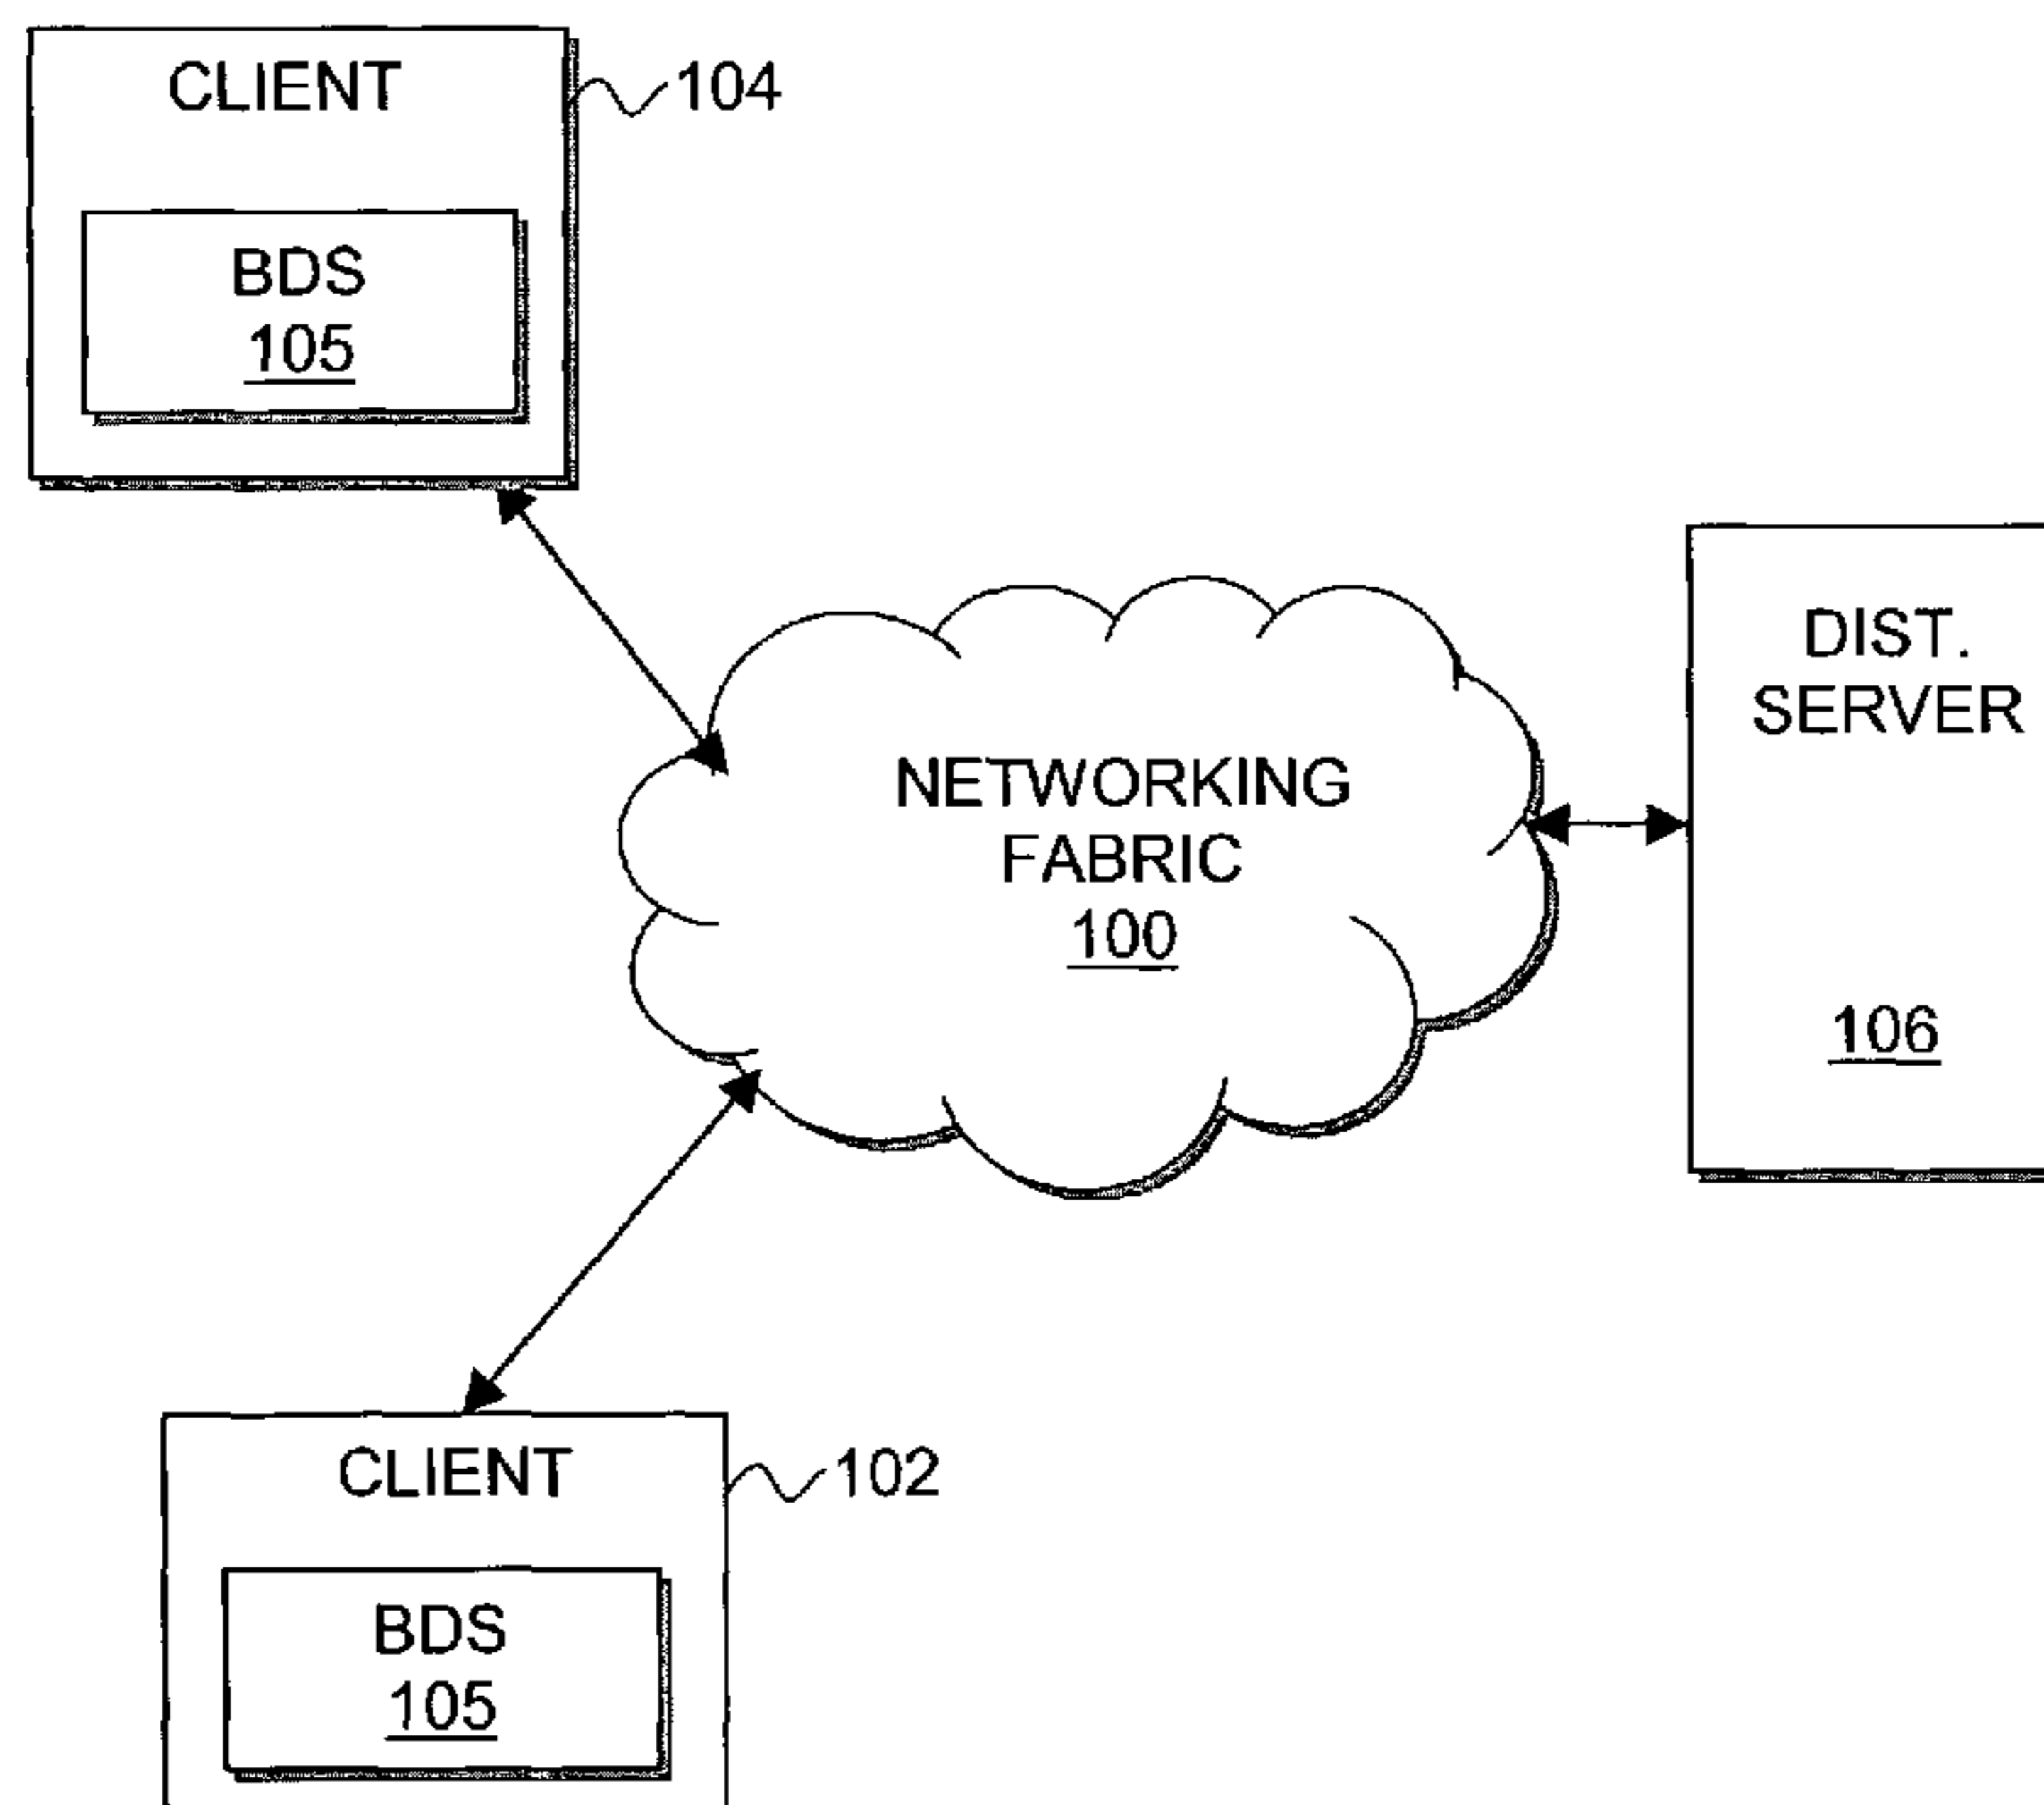 CLIENT
104
BDS
105
DIST.
SERVER
NETWORKING
FABRIC
100
106
CLIENT
102
BDS
105